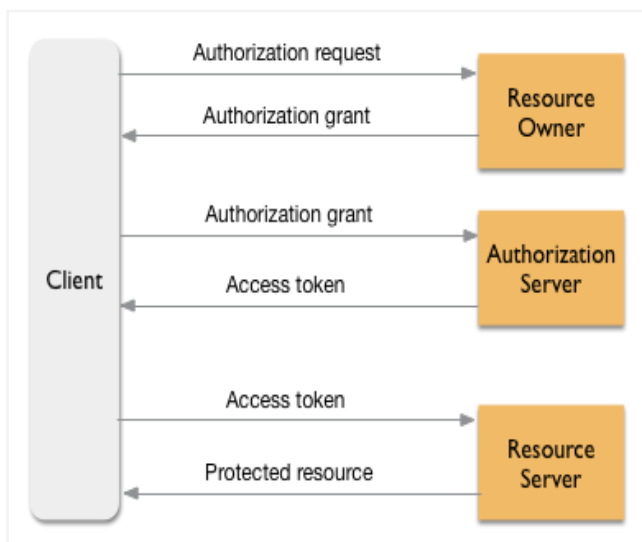 Authorization request
Resource
Owner
Authorization grant
Authorization grant
Authorization
Server
Client
Access token
Access token
Resource
Server
Protected resource